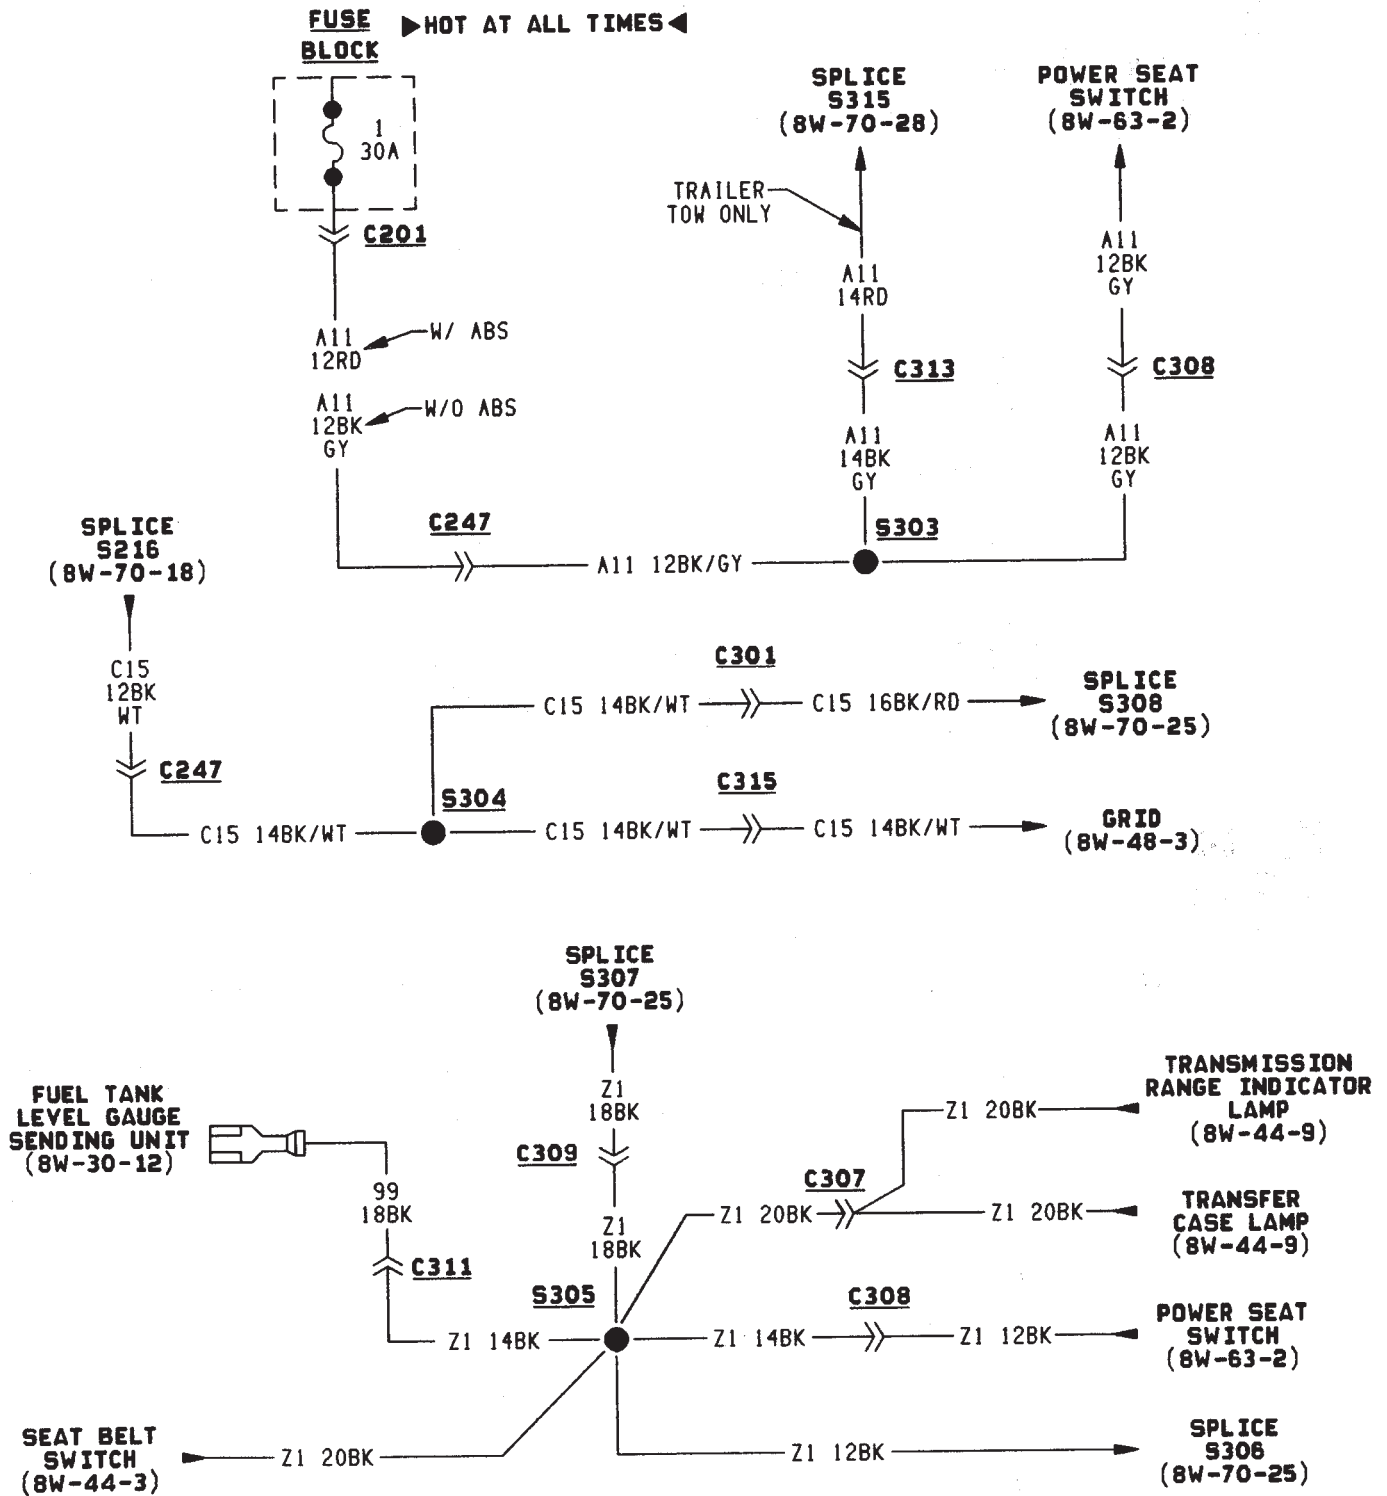 FUSE
BLOCK
▶HOT AT ALL TIMES◀
1
30A
C201
A11
12RD
W/ ABS
A11
12BK
GY
W/O ABS
SPLICE
S315
(8W-70-28)
TRAILER
TOW ONLY
A11
14RD
C313
A11
14BK
GY
POWER SEAT
SWITCH
(8W-63-2)
A11
12BK
GY
C308
A11
12BK
GY
C247
A11 12BK/GY
S303
SPLICE
S216
(8W-70-18)
C15
12BK
WT
C247
C15 14BK/WT
S304
C301
C15 14BK/WT
C15 16BK/RD
SPLICE
S308
(8W-70-25)
C315
C15 14BK/WT
C15 14BK/WT
GRID
(8W-48-3)
SPLICE
S307
(8W-70-25)
Z1
18BK
C309
Z1
18BK
FUEL TANK
LEVEL GAUGE
SENDING UNIT
(8W-30-12)
99
18BK
C311
Z1 14BK
S305
Z1 20BK
C307
Z1 20BK
TRANSMISSION
RANGE INDICATOR
LAMP
(8W-44-9)
Z1 20BK
TRANSFER
CASE LAMP
(8W-44-9)
C308
Z1 14BK
Z1 12BK
POWER SEAT
SWITCH
(8W-63-2)
SEAT BELT
SWITCH
(8W-44-3)
Z1 20BK
Z1 12BK
SPLICE
S306
(8W-70-25)